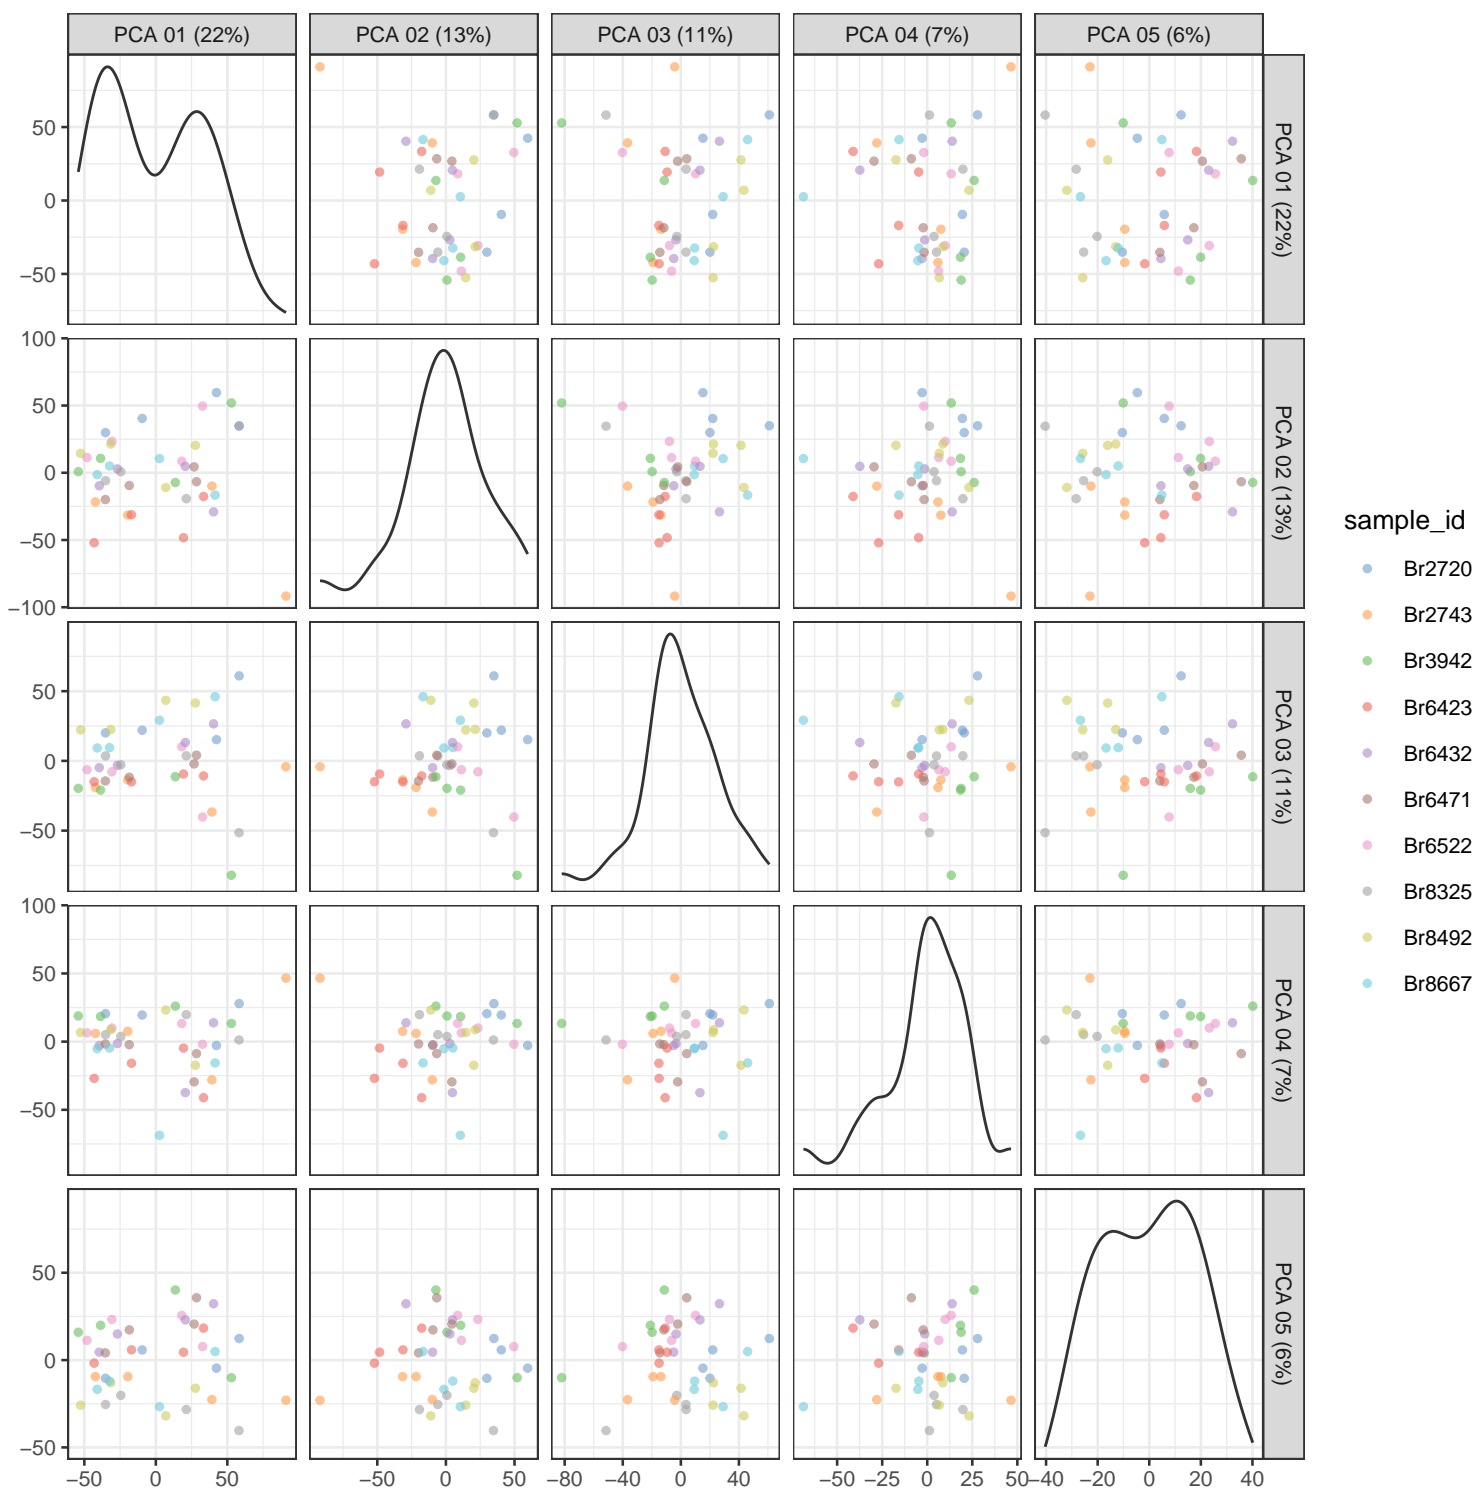 PCA 01 (22%) PCA 02 (13%) PCA 03 (11%) PCA 04 (7%) PCA 05 (6%)
50
0
−50
PCA 01 (22%)
100
50
0
−50
−100
PCA 02 (13%)
50
0
−50
PCA 03 (11%)
100
50
0
−50
PCA 04 (7%)
50
0
−50
PCA 05 (6%)
−50 0 50 −50 0 50 −80 −40 0 40 −50 −25 0 25 50 −40 −20 0 20 40
sample_id
Br2720
Br2743
Br3942
Br6423
Br6432
Br6471
Br6522
Br8325
Br8492
Br8667